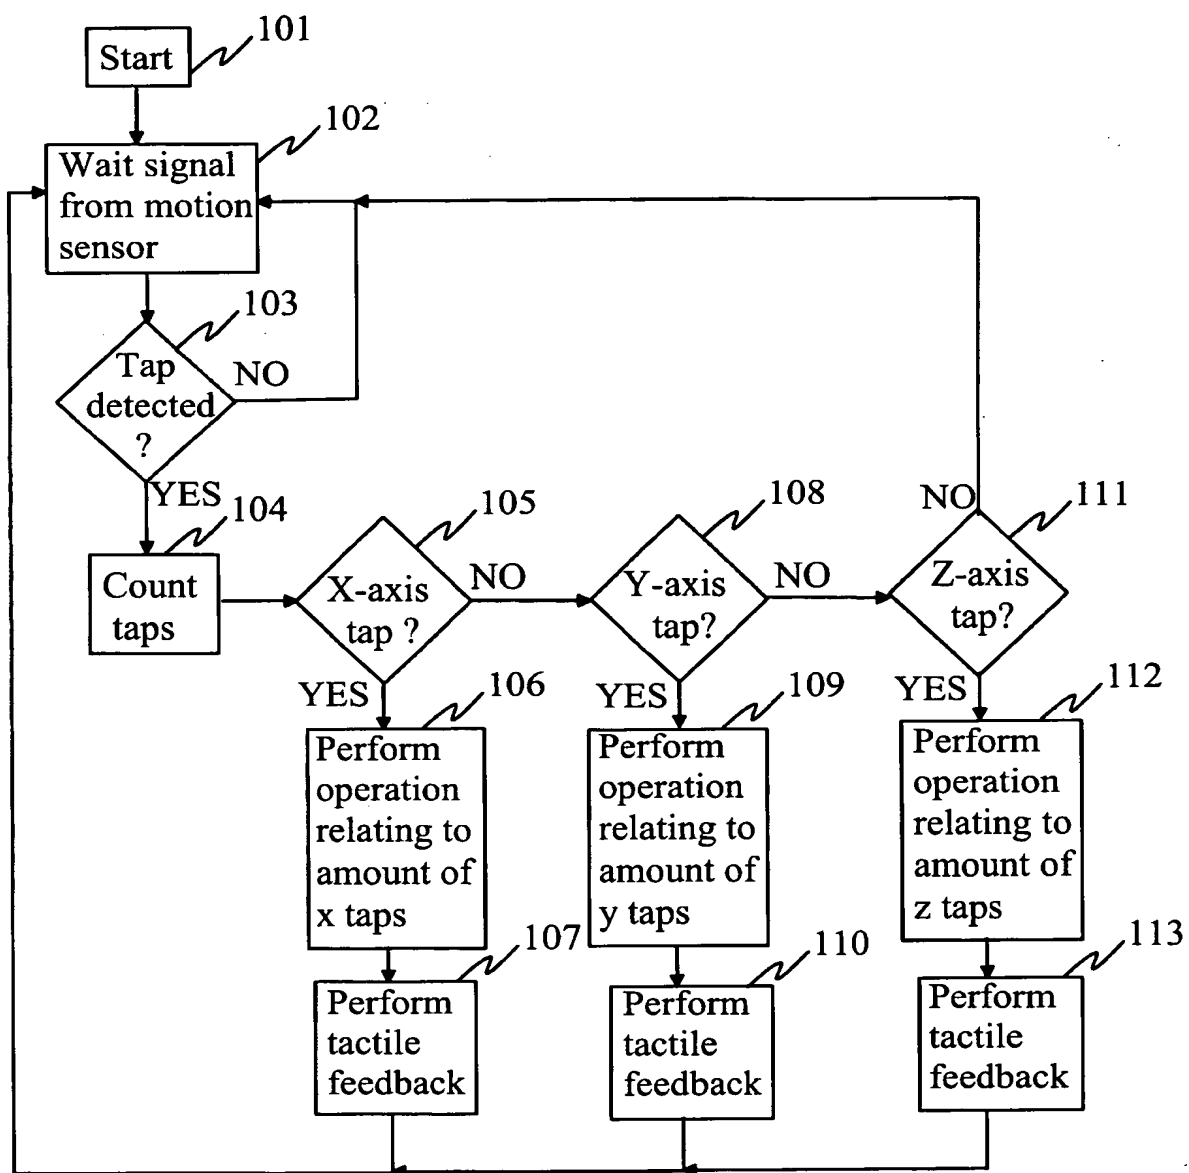 101
Start
102
Wait signal
from motion
sensor
103
Tap
detected
?
NO
YES
104
Count
taps
105
X-axis
tap ?
NO
108
Y-axis
tap?
NO
111
Z-axis
tap?
NO
YES
106
Perform
operation
relating to
amount of
x taps
YES
109
Perform
operation
relating to
amount of
y taps
YES
112
Perform
operation
relating to
amount of
z taps
107
Perform
tactile
feedback
110
Perform
tactile
feedback
113
Perform
tactile
feedback